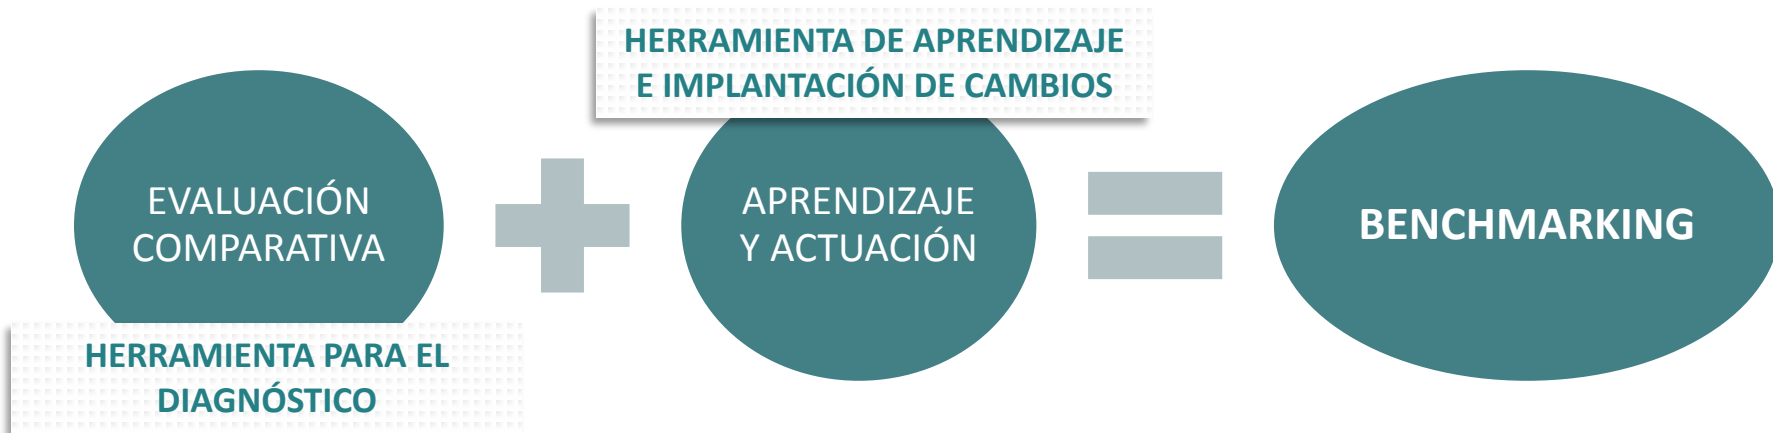 HERRAMIENTA DE APRENDIZAJE
E IMPLANTACIÓN DE CAMBIOS
EVALUACIÓN
COMPARATIVA
APRENDIZAJE
Y ACTUACIÓN
BENCHMARKING
HERRAMIENTA PARA EL
DIAGNÓSTICO